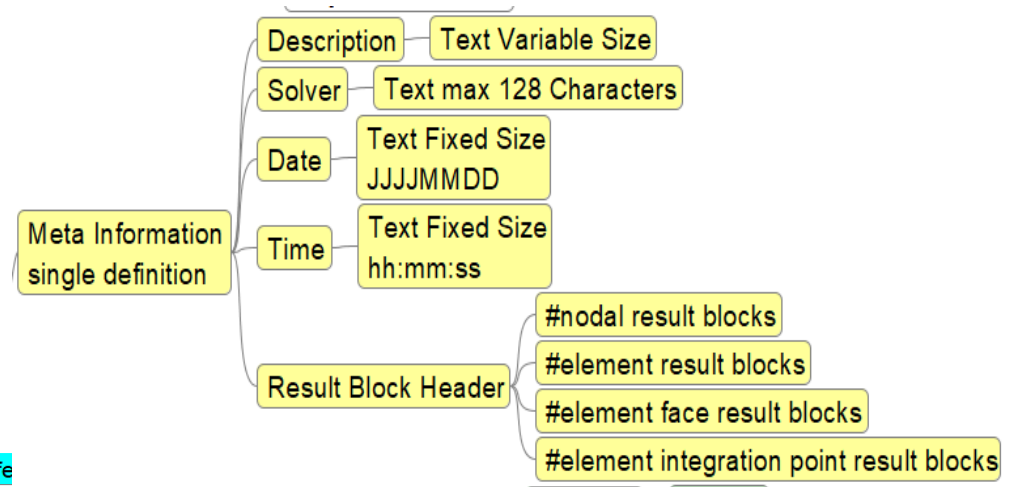 Description
Text Variable Size
Solver
Text max 128 Characters
Date
Text Fixed Size
JJJJMMDD
Meta Information
single definition
Time
Text Fixed Size
hh:mm:ss
Result Block Header
#nodal result blocks
#element result blocks
#element face result blocks
#element integration point result blocks
fe